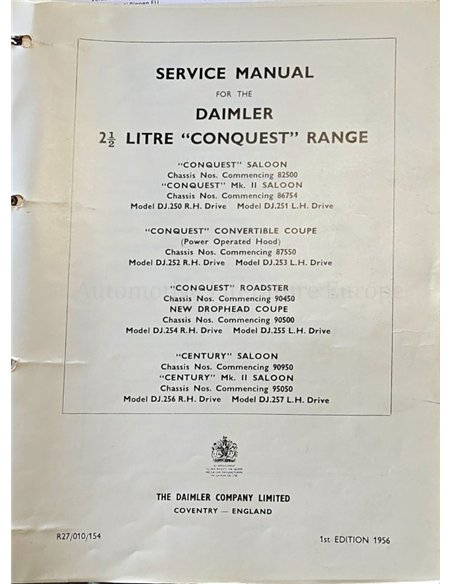 SERVICE MANUAL
FOR THE
DAIMLER
2½ LITRE “CONQUEST” RANGE
“CONQUEST” SALOON
Chassis Nos. Commencing 82500
“CONQUEST” Mk. II SALOON
Chassis Nos. Commencing 86754
Model DJ.250 R.H. Drive Model DJ.251 L.H. Drive
“CONQUEST” CONVERTIBLE COUPE
(Power Operated Hood)
Chassis Nos. Commencing 87550
Model DJ.252 R.H. Drive Model DJ.253 L.H. Drive
“CONQUEST” ROADSTER
Chassis Nos. Commencing 90450
NEW DROPHEAD COUPE
Chassis Nos. Commencing 90500
Model DJ.254 R.H. Drive Model DJ.255 L.H. Drive
“CENTURY” SALOON
Chassis Nos. Commencing 90950
“CENTURY” Mk. II SALOON
Chassis Nos. Commencing 95050
Model DJ.256 R.H. Drive Model DJ.257 L.H. Drive
THE DAIMLER COMPANY LIMITED
COVENTRY — ENGLAND
R27/010/154 1st EDITION 1956